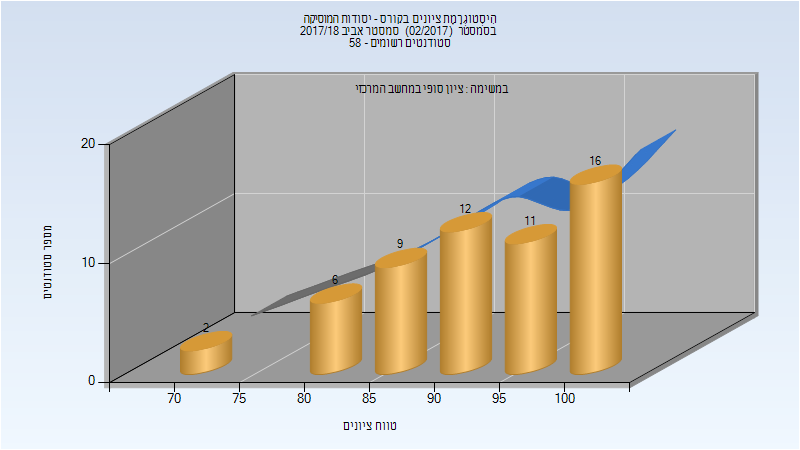 היסטוגרמת ציונים בקורס - יסודות המוסיקה
בסמסטר (02/2017) סמסטר אביב 2017/18
סטודנטים רשומים - 58
במשימה : ציון סופי במחשב המרכזי
מספר סטודנטים
20
10
0
2
6
9
12
11
16
70
75
80
85
90
95
100
טווח ציונים